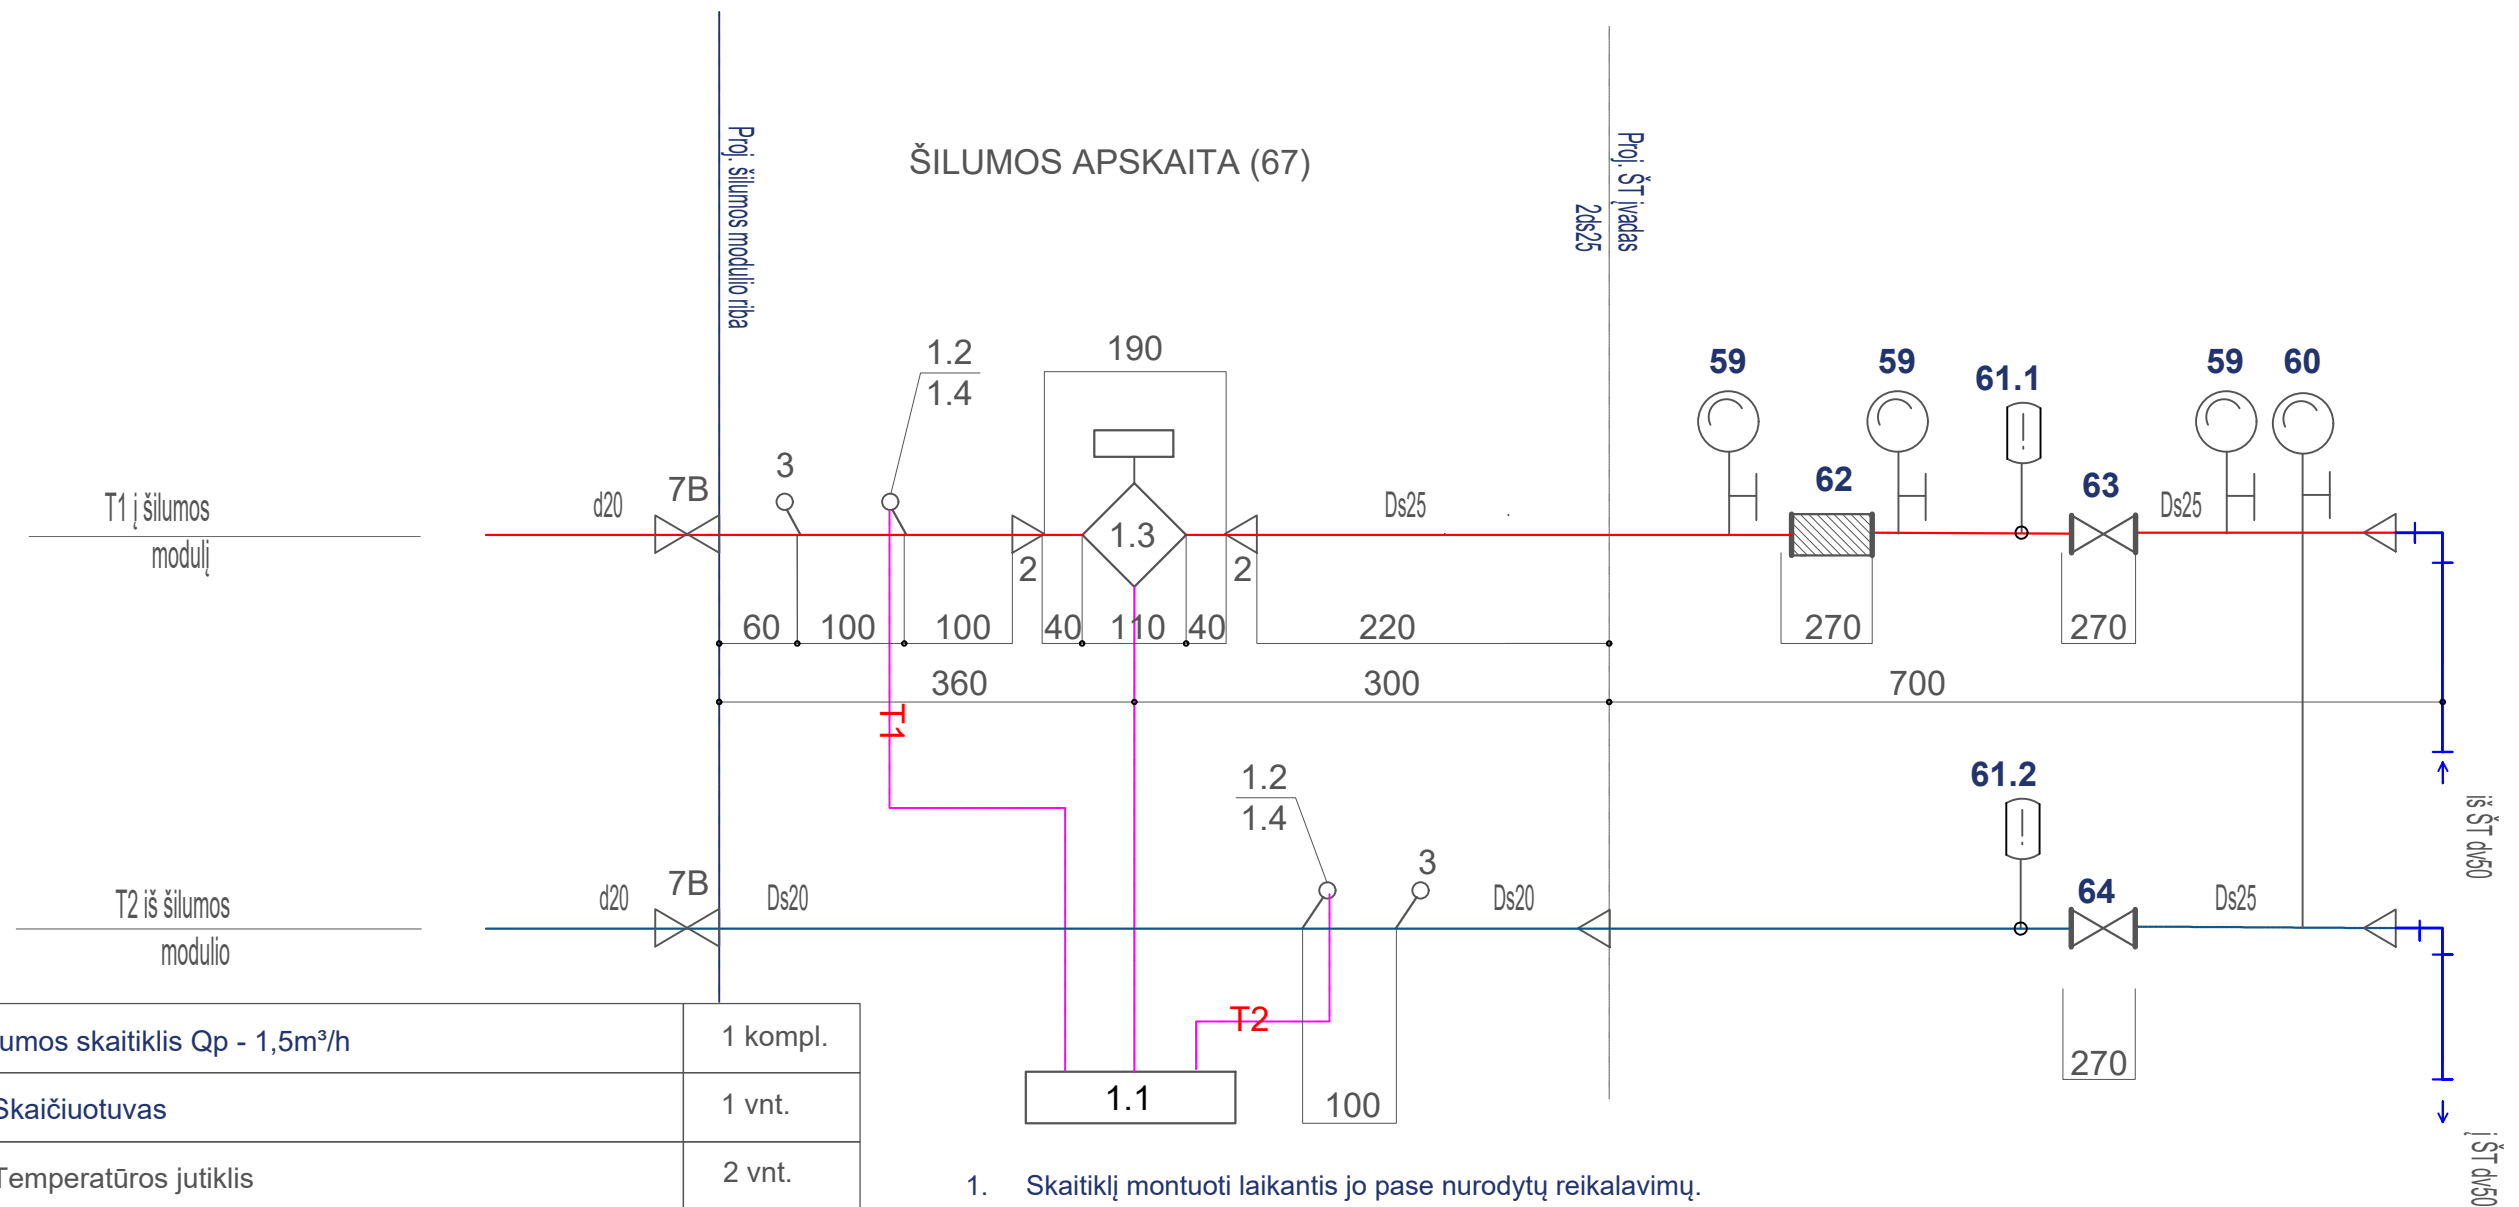 ŠILUMOS APSKAITA (67)
Proj. šilumos modulio riba
Proj. ŠT įvadas
2ds25
1.2
1.4
190
59
59
61.1
59
60
T1 į šilumos
modulį
d20
7B
3
2
1.3
2
Ds25
62
63
Ds25
60
100
100
40
110
40
220
270
270
360
300
700
T1
iš ŠT dv50
1.2
1.4
3
61.2
T2 iš šilumos
modulio
d20
7B
Ds20
Ds20
64
Ds25
T2
1.1
100
270
į ŠT dv50
umos skaitiklis Qp - 1,5m³/h
1 kompl.
Skaičiuotuvas
1 vnt.
Temperatūros jutiklis
2 vnt.
1. Skaitiklį montuoti laikantis jo pase nurodytų reikalavimų.